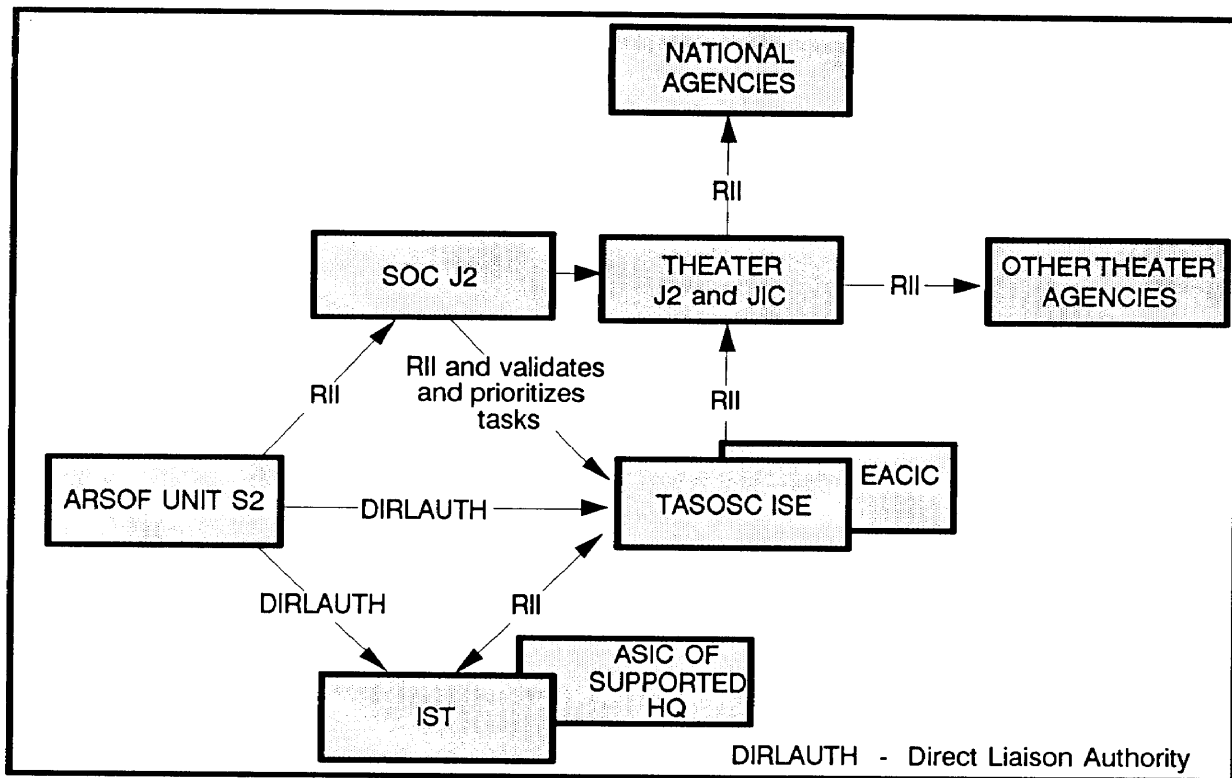 NATIONAL
AGENCIES
RII
SOC J2
THEATER
J2 and JIC
RII
OTHER THEATER
AGENCIES
RII and validates
and prioritizes
tasks
RII
RII
ARSOF UNIT S2
DIRLAUTH
TASOSC ISE
EACIC
DIRLAUTH
RII
IST
ASIC OF
SUPPORTED
HQ
DIRLAUTH - Direct Liaison Authority